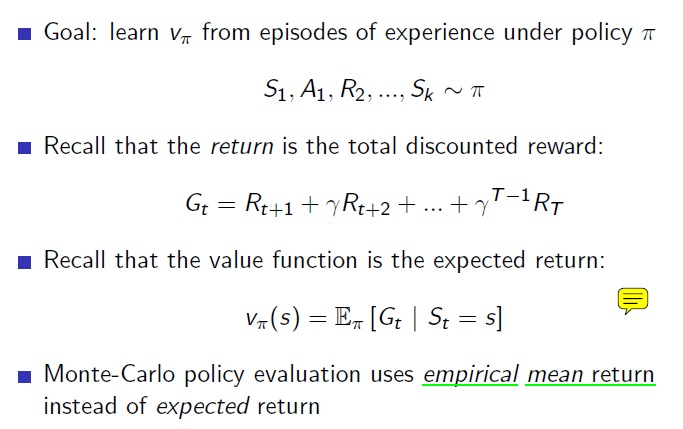 Goal: learn v_π from episodes of experience under policy π
S_1, A_1, R_2, ..., S_k ∼ π
Recall that the return is the total discounted reward:
G_t = R_{t+1} + γR_{t+2} + ... + γ^{T−1}R_T
Recall that the value function is the expected return:
v_π(s) = 𝔼_π [G_t | S_t = s]
Monte-Carlo policy evaluation uses empirical mean return
instead of expected return